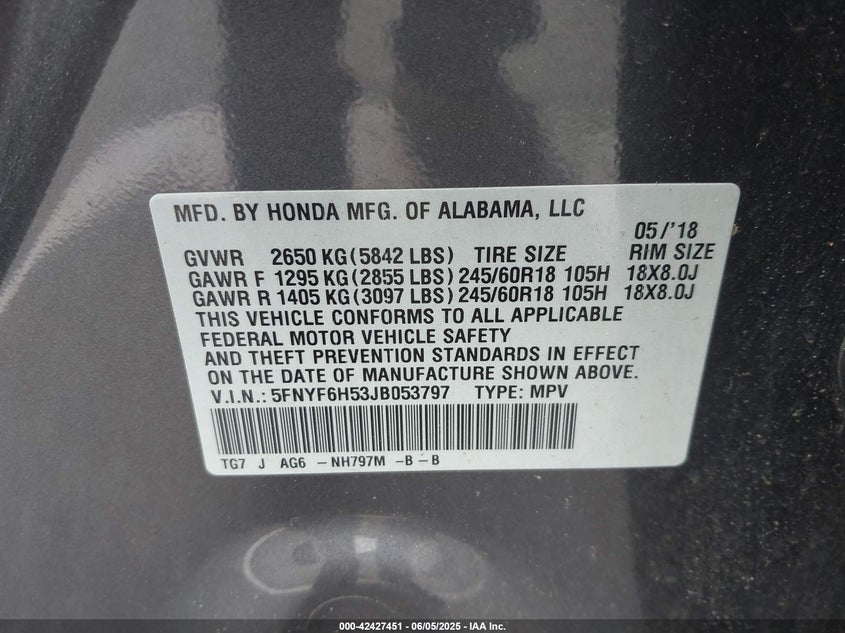 MFD. BY HONDA MFG. OF ALABAMA, LLC
05/'18
GVWR 2650 KG(5842 LBS) TIRE SIZE RIM SIZE
GAWR F 1295 KG(2855 LBS) 245/60R18 105H 18X8.0J
GAWR R 1405 KG(3097 LBS) 245/60R18 105H 18X8.0J
THIS VEHICLE CONFORMS TO ALL APPLICABLE
FEDERAL MOTOR VEHICLE SAFETY
AND THEFT PREVENTION STANDARDS IN EFFECT
ON THE DATE OF MANUFACTURE SHOWN ABOVE.
V.I.N.: 5FNYF6H53JB053797 TYPE: MPV
TG7 J AG6 -NH797M -B-B
000-42427451 - 06/05/2025 - IAA Inc.